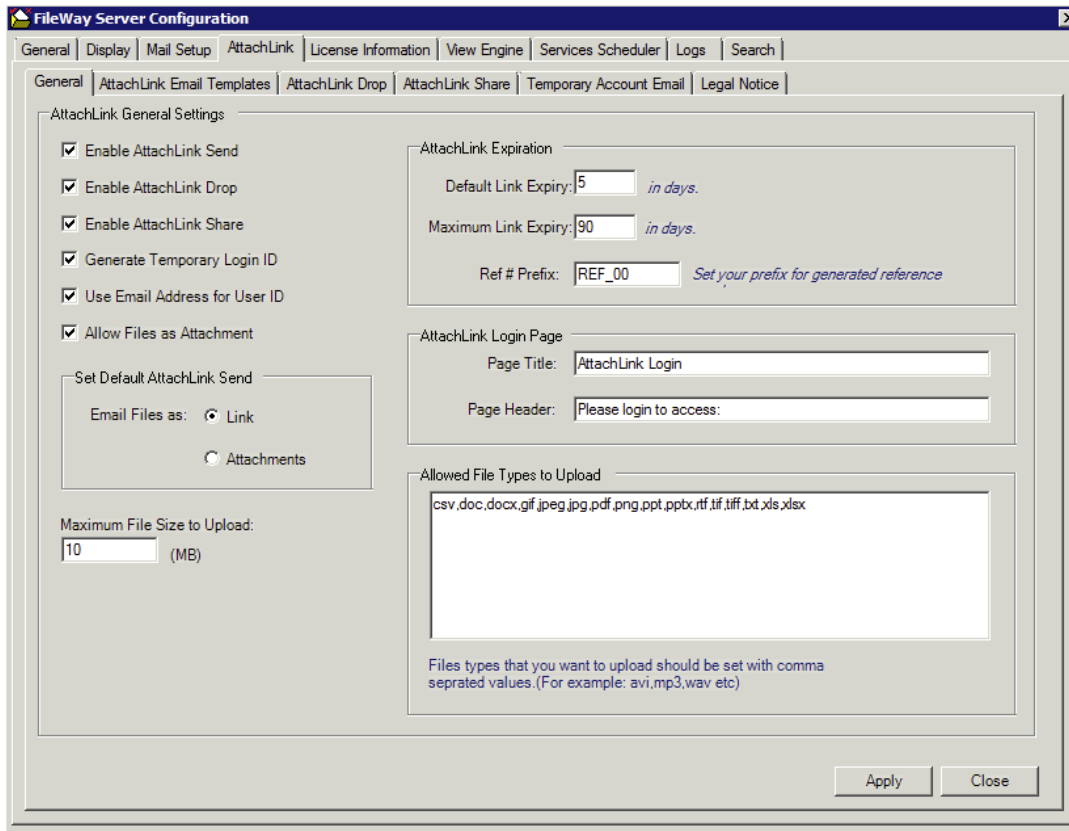 FileWay Server Configuration
General Display Mail Setup AttachLink License Information View Engine Services Scheduler Logs Search
General AttachLink Email Templates AttachLink Drop AttachLink Share Temporary Account Email Legal Notice
AttachLink General Settings
Enable AttachLink Send
Enable AttachLink Drop
Enable AttachLink Share
Generate Temporary Login ID
Use Email Address for User ID
Allow Files as Attachment
Set Default AttachLink Send
Email Files as: Link
Attachments
Maximum File Size to Upload:
10 (MB)
AttachLink Expiration
Default Link Expiry: 5 in days.
Maximum Link Expiry: 90 in days.
Ref # Prefix: REF_00 Set your prefix for generated reference
AttachLink Login Page
Page Title: AttachLink Login
Page Header: Please login to access:
Allowed File Types to Upload
csv,doc,docx,gif,jpeg,jpg,pdf,png,ppt,pptx,rtf,tif,tiff,txt,xls,xlsx
Files types that you want to upload should be set with comma
seprated values.(For example: avi,mp3,wav etc)
Apply Close